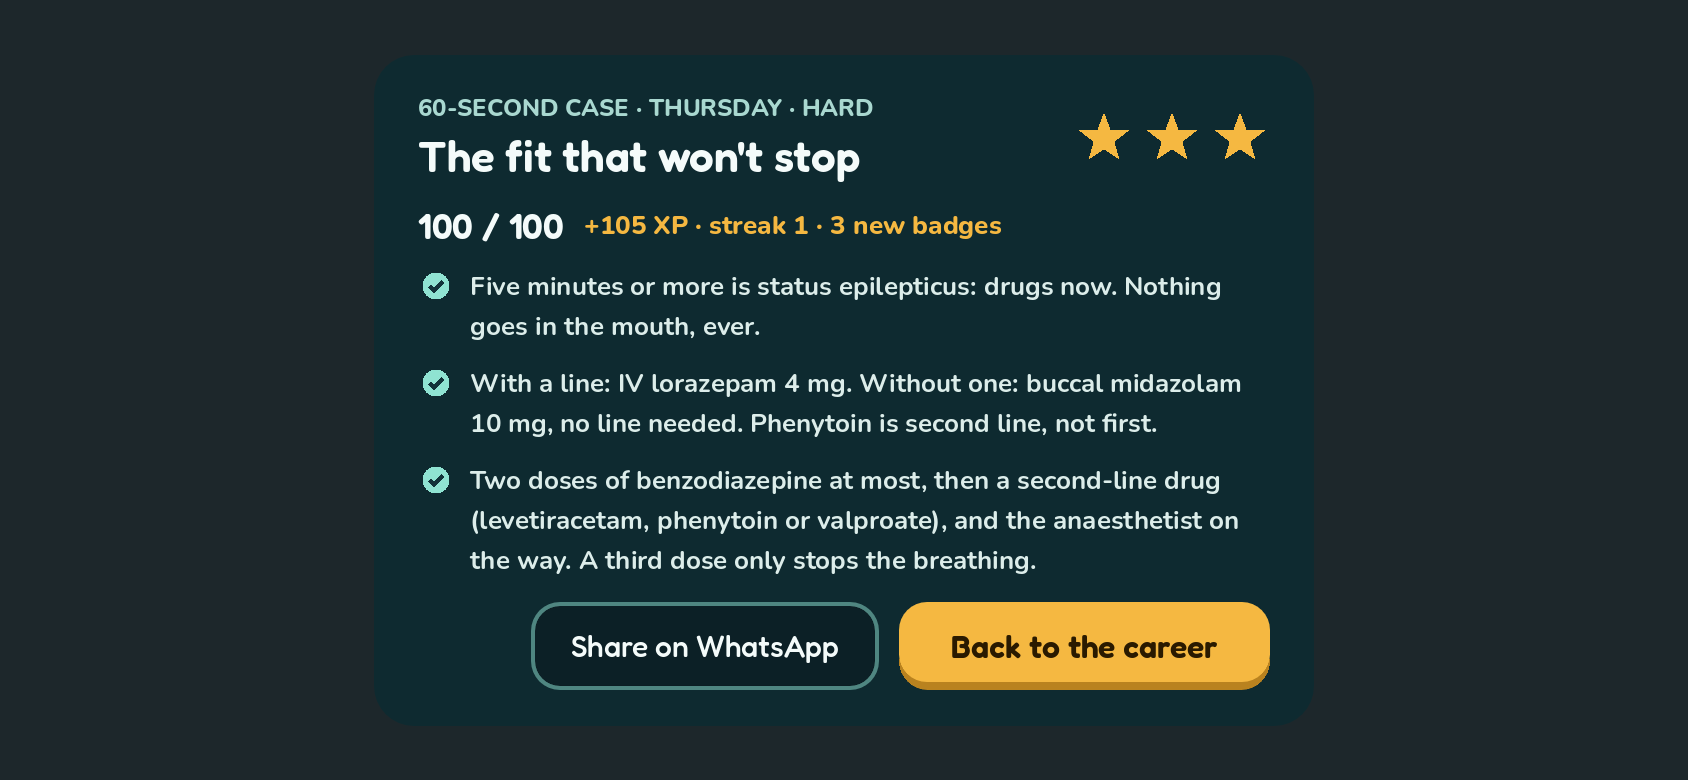 60-SECOND CASE · THURSDAY · HARD
The fit that won't stop
100 / 100 +105 XP · streak 1 · 3 new badges
Five minutes or more is status epilepticus: drugs now. Nothing
goes in the mouth, ever.
With a line: IV lorazepam 4 mg. Without one: buccal midazolam
10 mg, no line needed. Phenytoin is second line, not first.
Two doses of benzodiazepine at most, then a second-line drug
(levetiracetam, phenytoin or valproate), and the anaesthetist on
the way. A third dose only stops the breathing.
Share on WhatsApp Back to the career